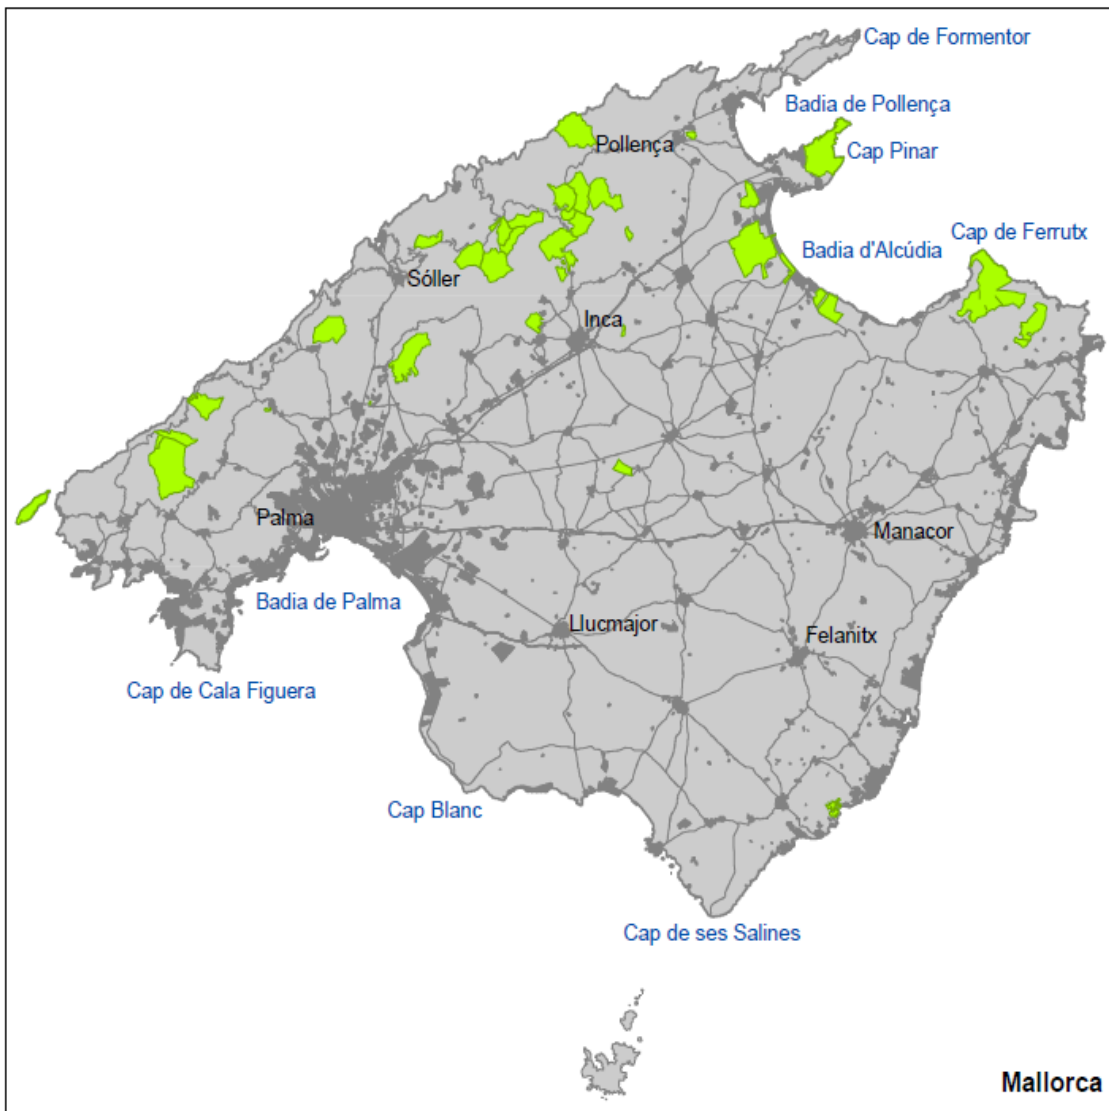 Cap de Formentor
Badia de Pollença
Pollença
Cap Pinar
Cap de Ferrutx
Badia d'Alcúdia
Sóller
Inca
Palma
Manacor
Badia de Palma
Llucmajor
Felanitx
Cap de Cala Figuera
Cap Blanc
Cap de ses Salines
Mallorca